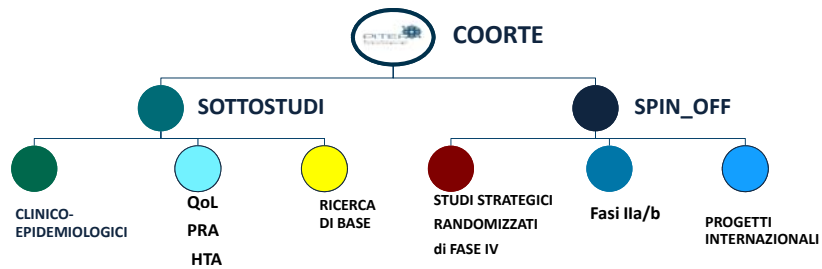 PITER
COORTE
SOTTOSTUDI
SPIN_OFF
CLINICO-
EPIDEMIOLOGICI
QoL
PRA
HTA
RICERCA
DI BASE
STUDI STRATEGICI
RANDOMIZZATI
di FASE IV
Fasi IIa/b
PROGETTI
INTERNAZIONALI